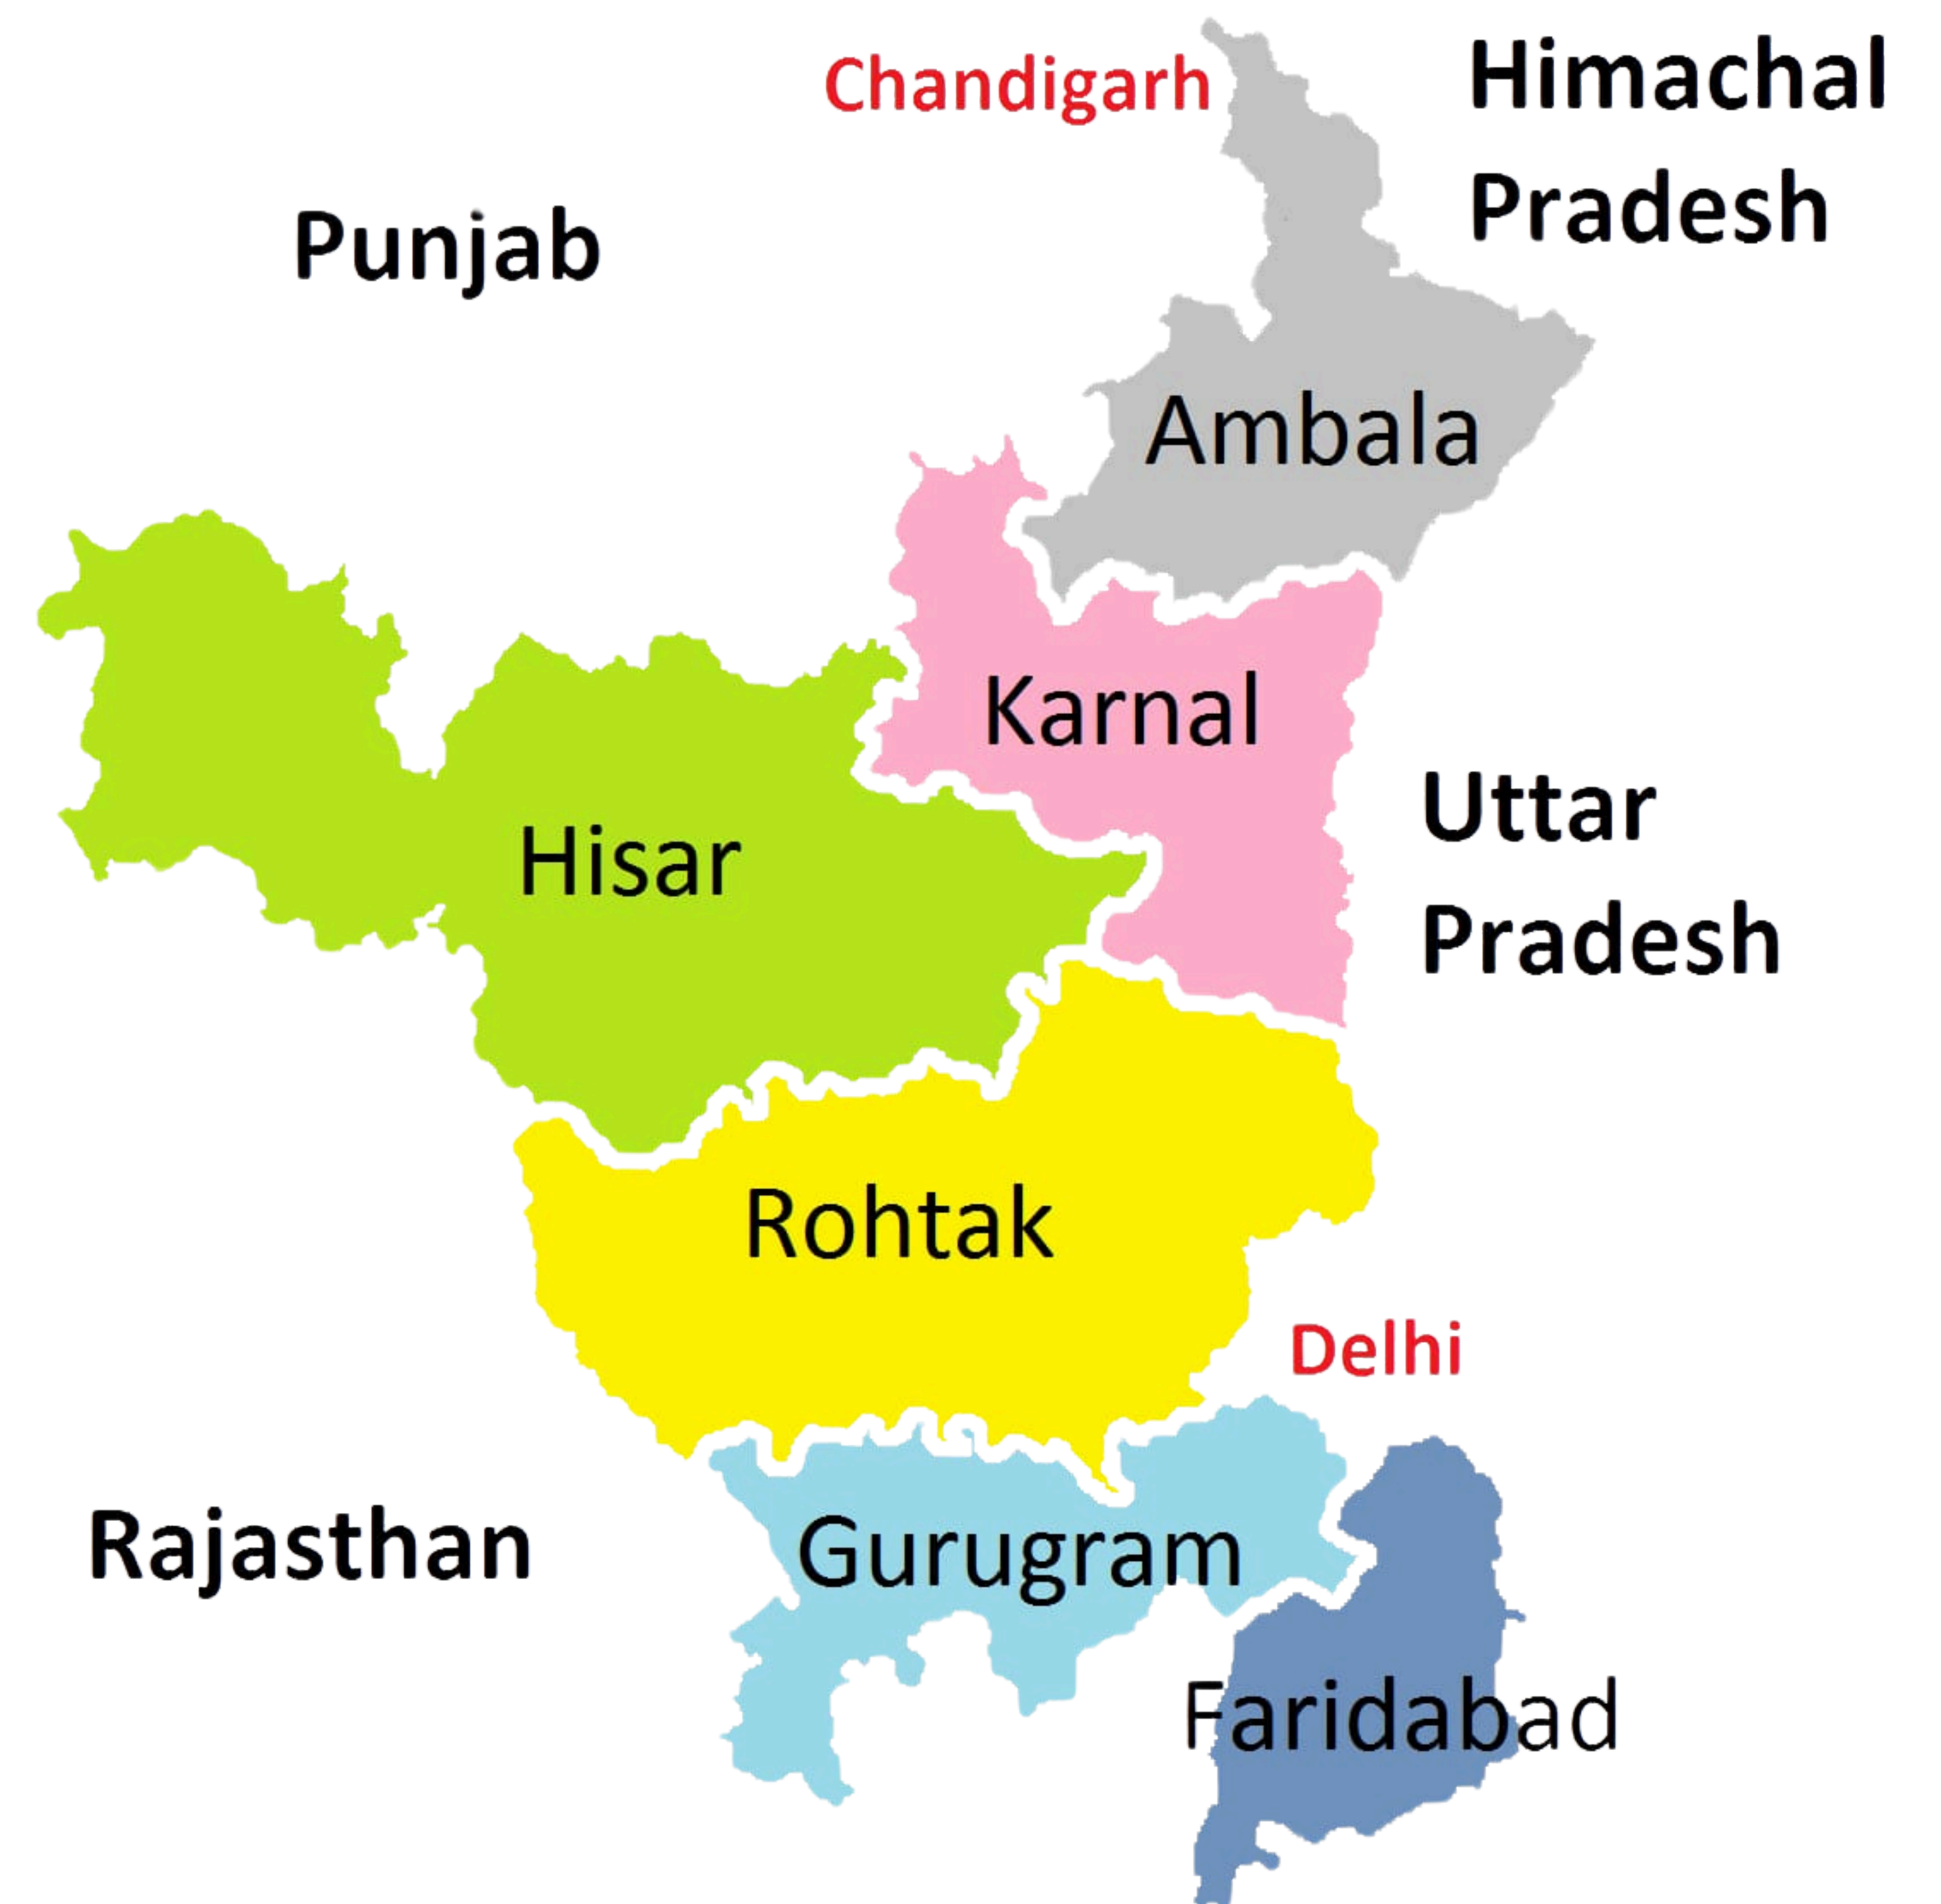 Chandigarh
Himachal
Pradesh
Punjab
Ambala
Karnal
Uttar
Pradesh
Hisar
Rohtak
Delhi
Rajasthan
Gurugram
Faridabad